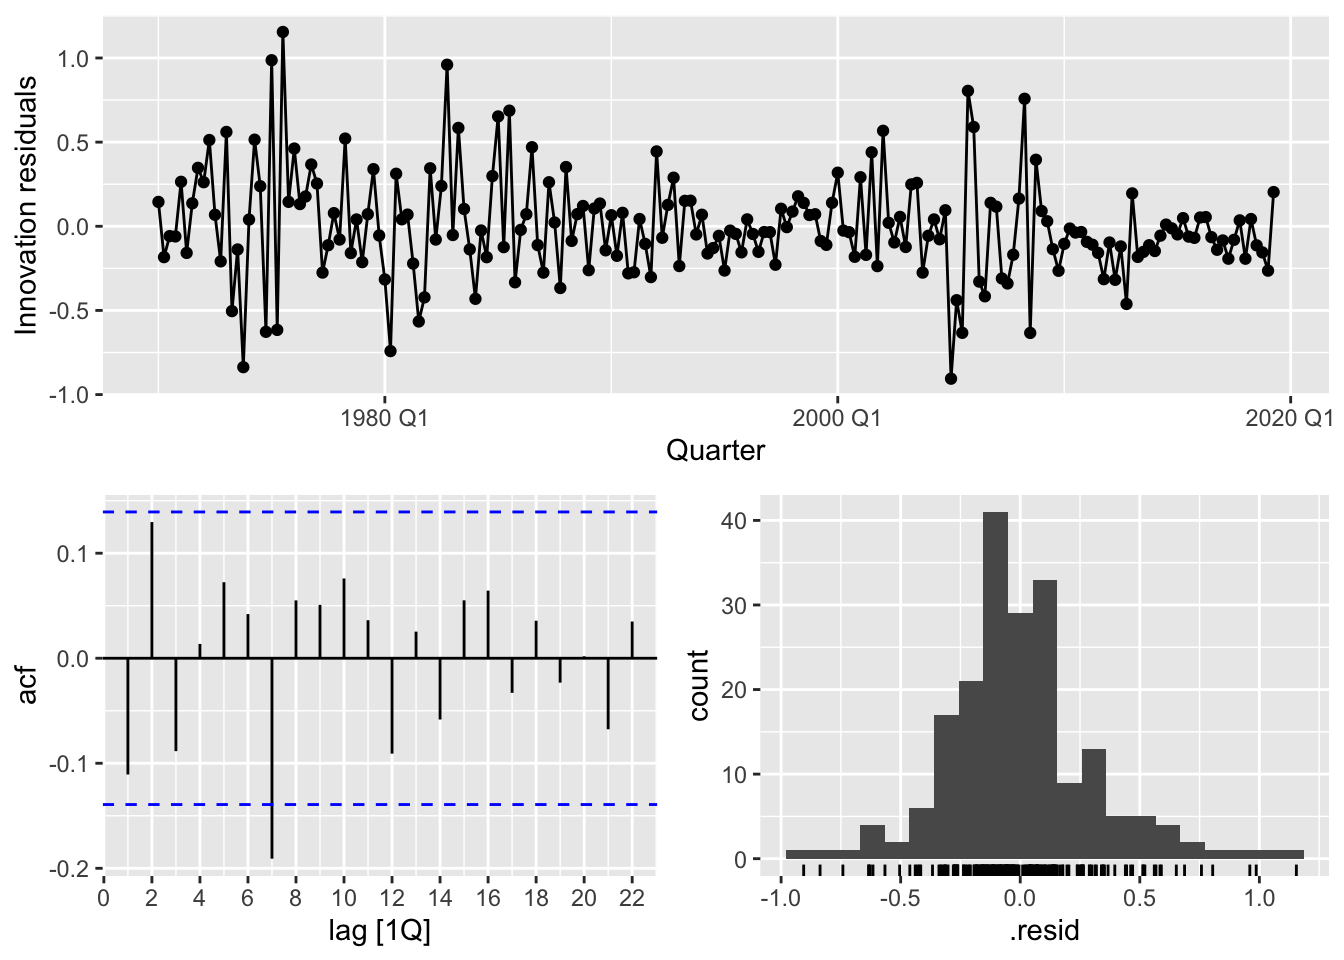 Innovation residuals
1.0
0.5
0.0
-0.5
-1.0
1980 Q1 2000 Q1 2020 Q1
Quarter
acf
0.1
0.0
-0.1
-0.2
0 2 4 6 8 10 12 14 16 18 20 22
lag [1Q]
count
40
30
20
10
0
-1.0 -0.5 0.0 0.5 1.0
.resid